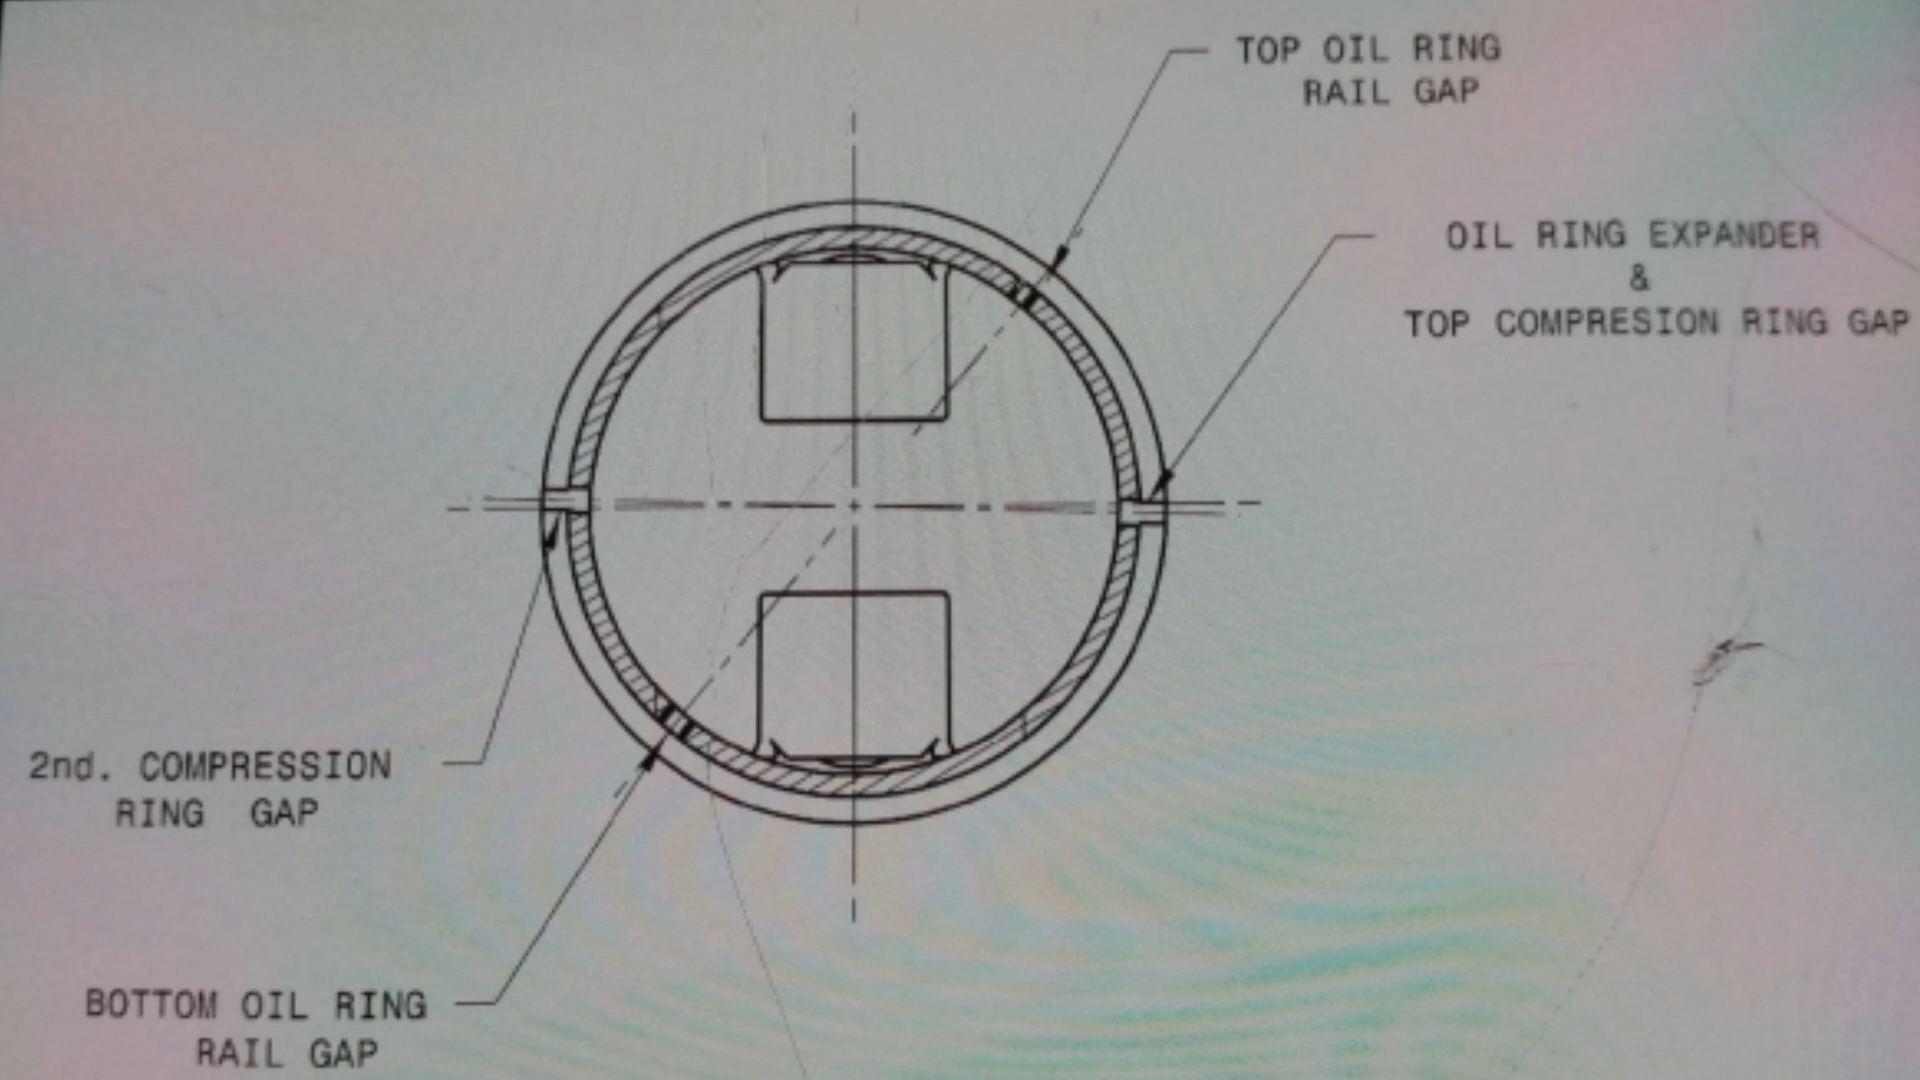 TOP OIL RING
RAIL GAP
OIL RING EXPANDER
&
TOP COMPRESION RING GAP
2nd. COMPRESSION
RING GAP
BOTTOM OIL RING
RAIL GAP